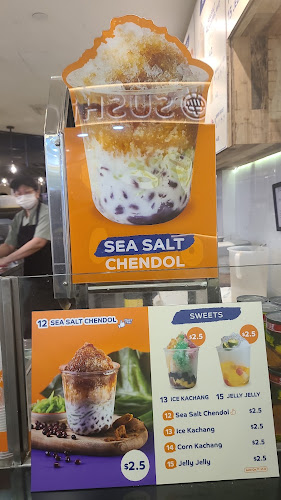 SUSH
SEA SALT
CHENDOL
12 SEA SALT CHENDOL
$2.5
SWEETS
$2.5
$2.5
13 ICE KACHANG
15 JELLY JELLY
12 Sea Salt Chendol $2.5
13 Ice Kachang $2.5
14 Corn Kachang $2.5
15 Jelly Jelly $2.5